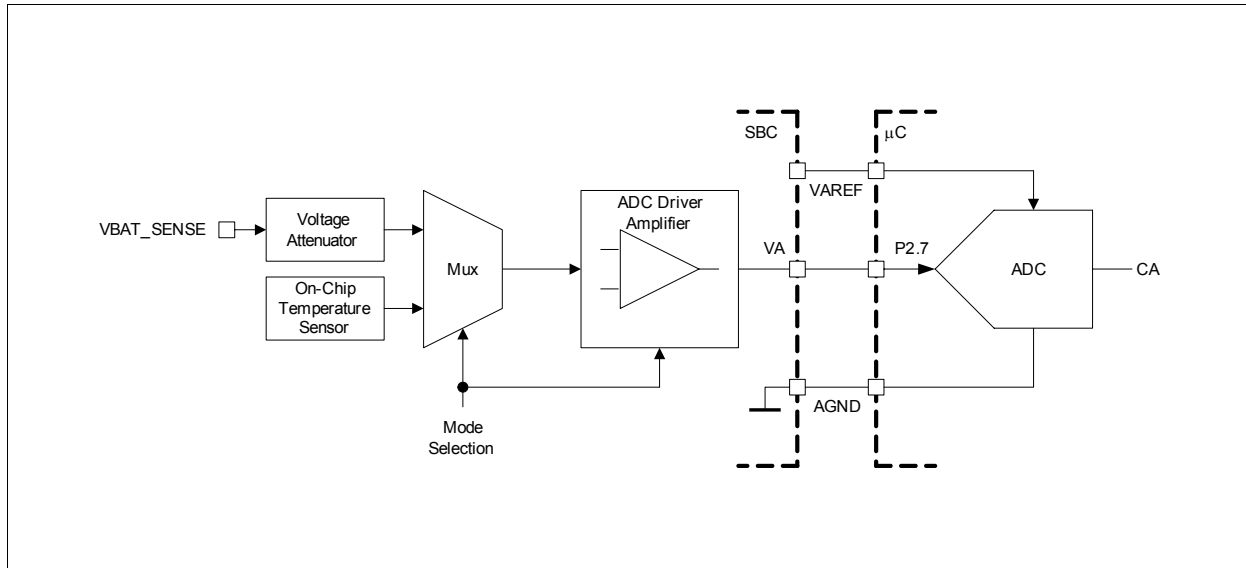 SBC
μC
VAREF
ADC Driver
Amplifier
VBAT_SENSE
Voltage
Attenuator
Mux
VA
P2.7
ADC
CA
On-Chip
Temperature
Sensor
AGND
Mode
Selection